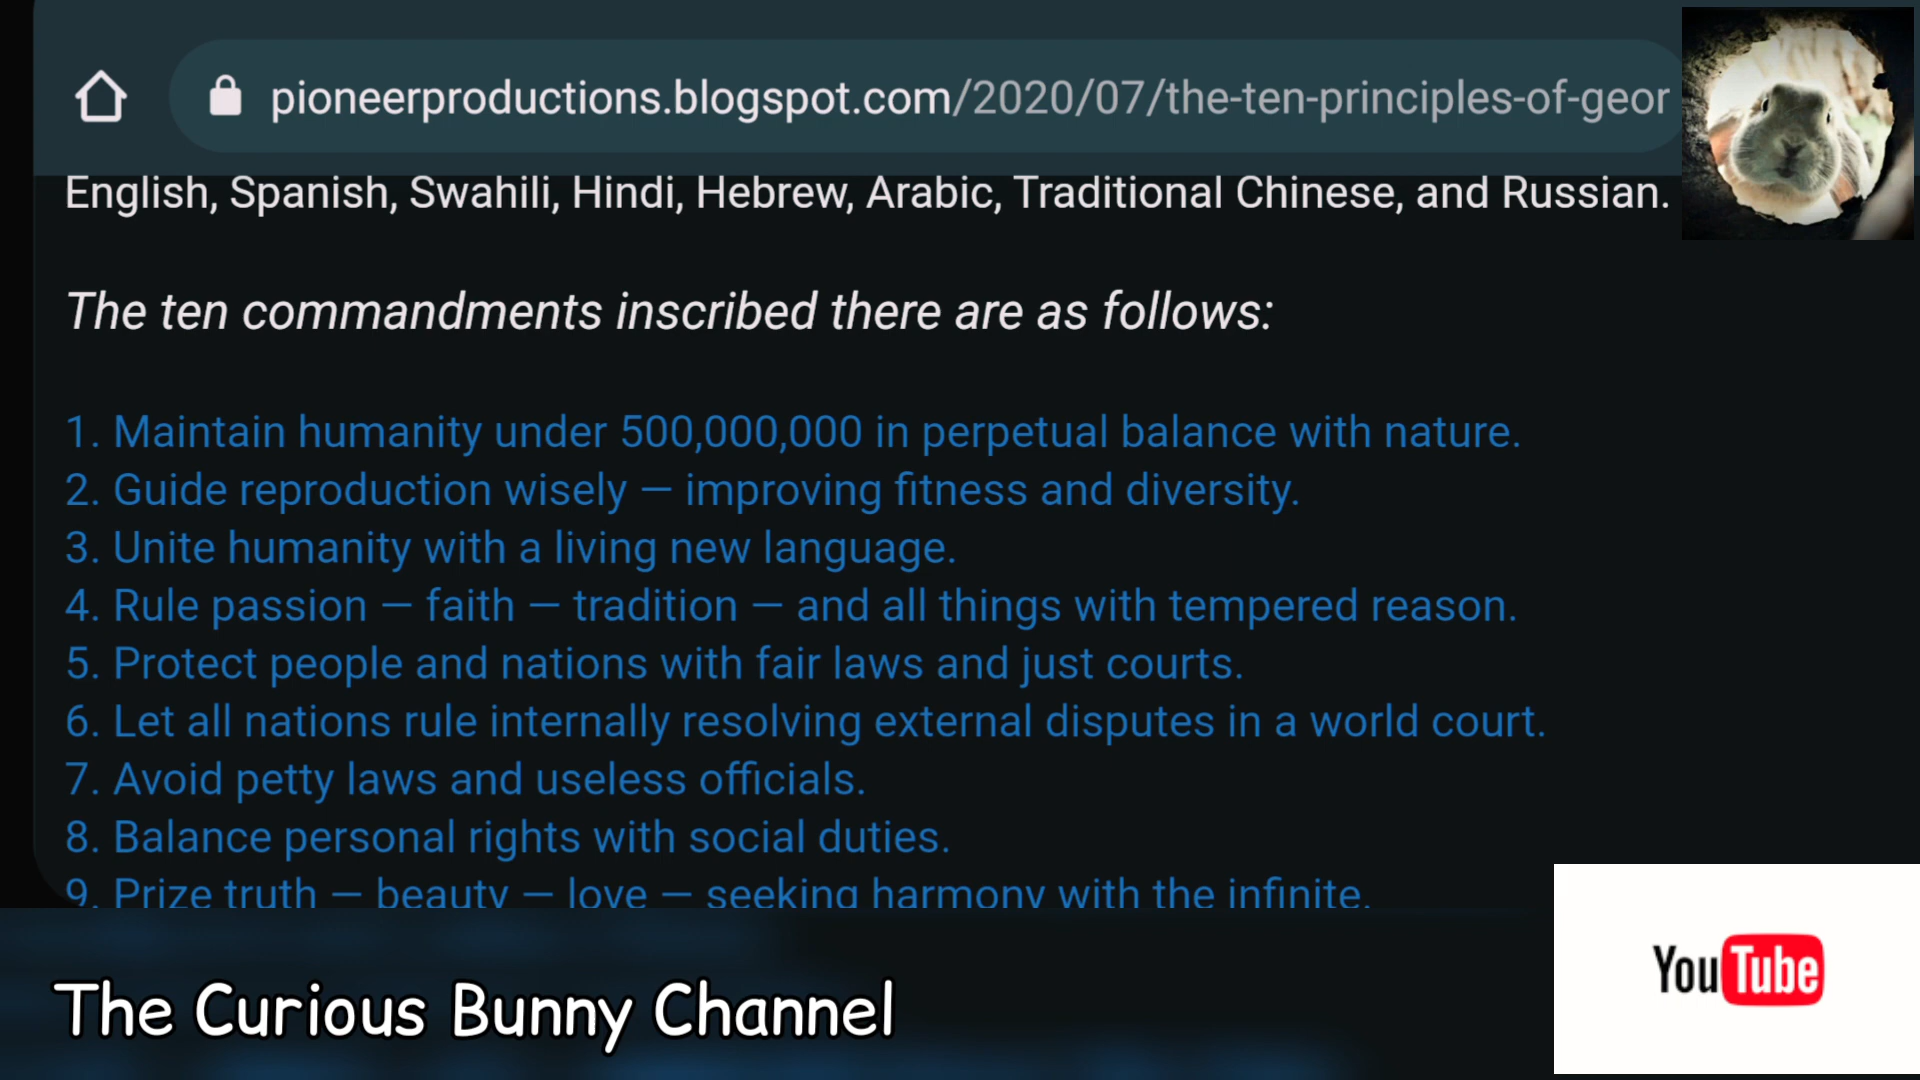 pioneerproductions.blogspot.com/2020/07/the-ten-principles-of-geor
English, Spanish, Swahili, Hindi, Hebrew, Arabic, Traditional Chinese, and Russian.
The ten commandments inscribed there are as follows:
1. Maintain humanity under 500,000,000 in perpetual balance with nature.
2. Guide reproduction wisely — improving fitness and diversity.
3. Unite humanity with a living new language.
4. Rule passion — faith — tradition — and all things with tempered reason.
5. Protect people and nations with fair laws and just courts.
6. Let all nations rule internally resolving external disputes in a world court.
7. Avoid petty laws and useless officials.
8. Balance personal rights with social duties.
9. Prize truth — beauty — love — seeking harmony with the infinite.
The Curious Bunny Channel
YouTube